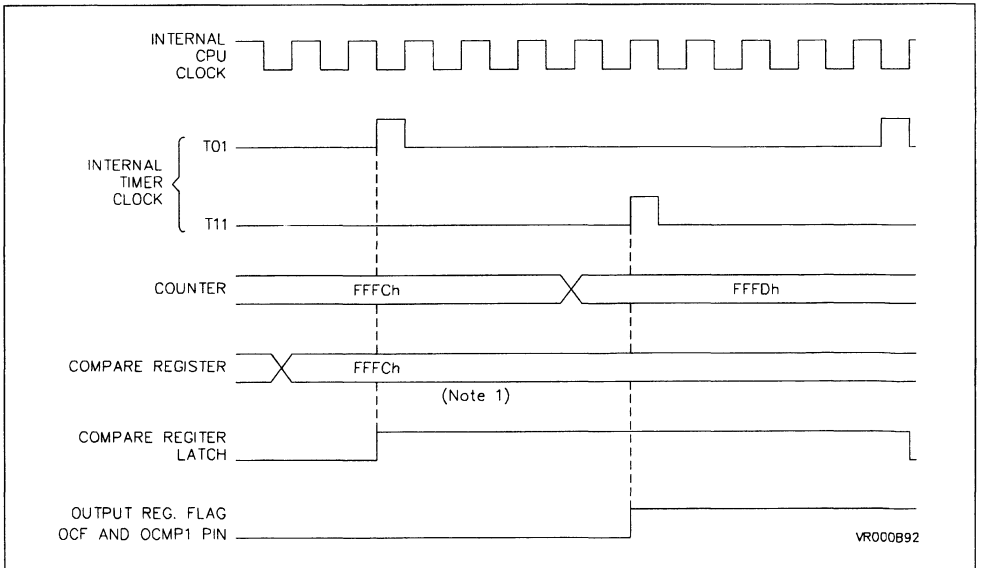 INTERNAL
CPU
CLOCK
T01
INTERNAL
TIMER
CLOCK
T11
COUNTER
FFFCh
FFFDh
COMPARE REGISTER
FFFCh
(Note 1)
COMPARE REGITER
LATCH
OUTPUT REG. FLAG
OCF AND OCMP1 PIN
VR000B92